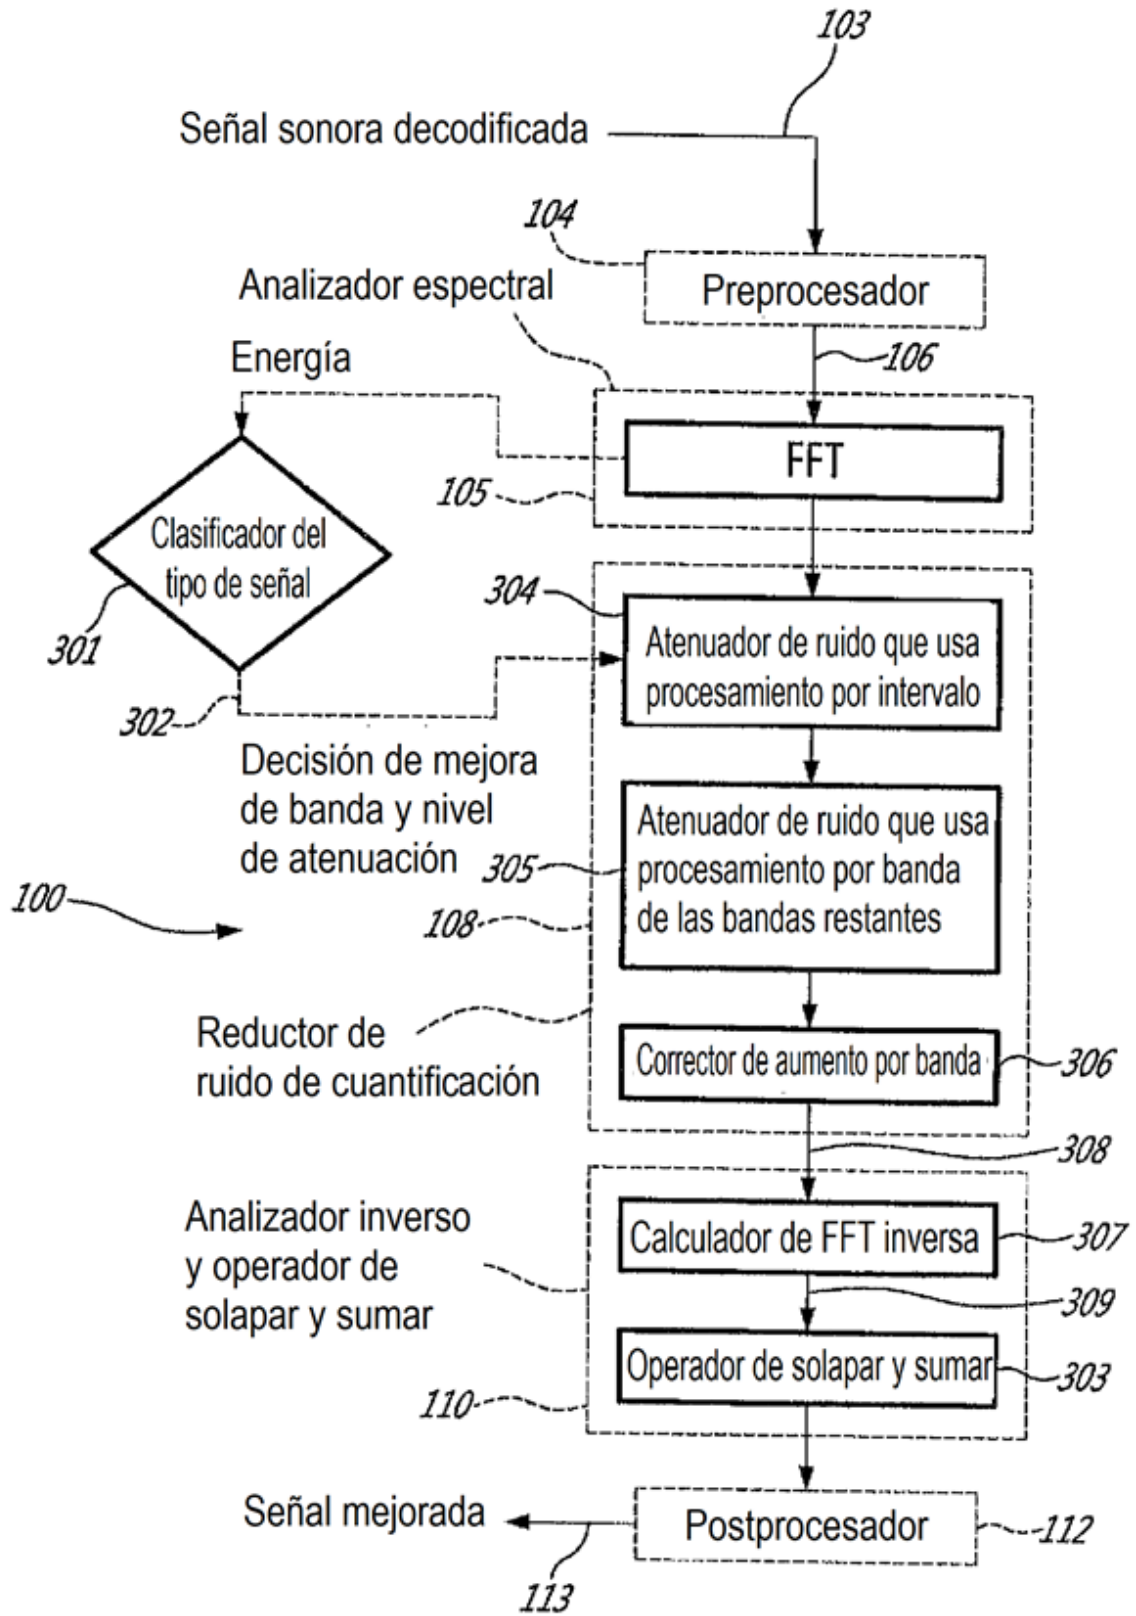 103
Señal sonora decodificada
104
Preprocesador
Analizador espectral
106
Energía
FFT
105
Clasificador del
tipo de señal
301
304
Atenuador de ruido que usa
procesamiento por intervalo
302
Decisión de mejora
de banda y nivel
de atenuación
Atenuador de ruido que usa
procesamiento por banda
de las bandas restantes
305
100
108
Reductor de
ruido de cuantificación
Corrector de aumento por banda
306
308
Analizador inverso
y operador de
solapar y sumar
Calculador de FFT inversa
307
309
Operador de solapar y sumar
303
110
Señal mejorada
Postprocesador
112
113